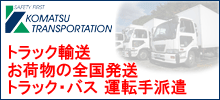 SAFETY FIRST
KOMATSU
TRANSPORTATION
トラック輸送
お荷物の全国発送
トラック・バス 運転手派遣